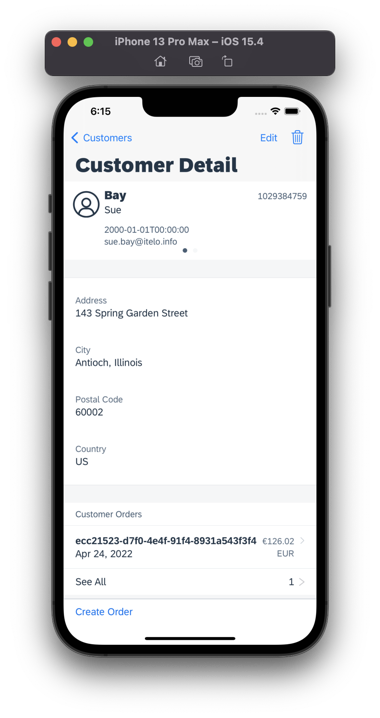 iPhone 13 Pro Max – iOS 15.4
6:15
Customers
Edit
Customer Detail
Bay
1029384759
Sue
2000-01-01T00:00:00
sue.bay@itelo.info
Address
143 Spring Garden Street
City
Antioch, Illinois
Postal Code
60002
Country
US
Customer Orders
ecc21523-d7f0-4e4f-91f4-8931a543f3f4 €126.02
Apr 24, 2022 EUR
See All 1
Create Order